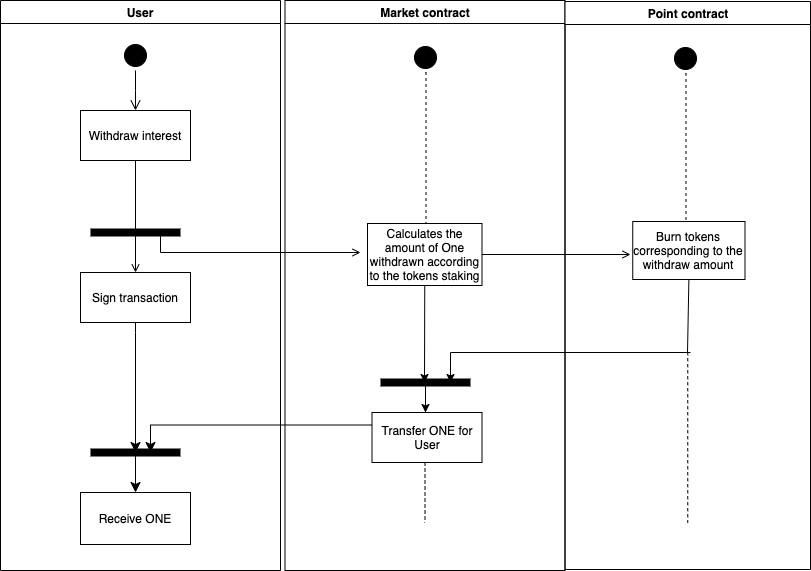 User
Market contract
Point contract
Withdraw interest
Calculates the
amount of One
withdrawn according
to the tokens staking
Burn tokens
corresponding to the
withdraw amount
Sign transaction
Transfer ONE for
User
Receive ONE